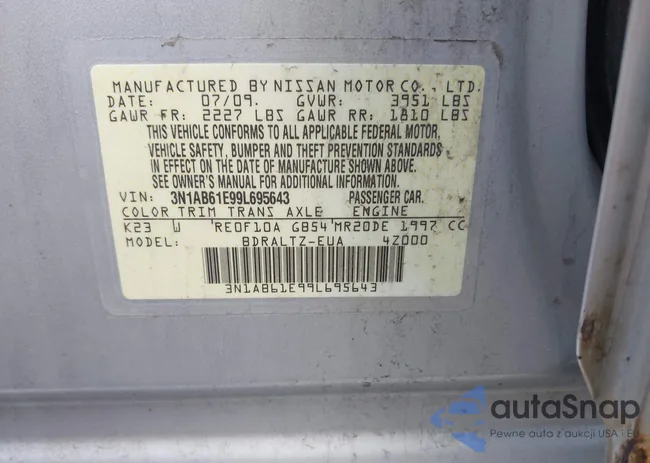 MANUFACTURED BY NISSAN MOTOR CO., LTD.
DATE: 07/09. GVWR: 3951 LBS
GAWR FR: 2227 LBS GAWR RR: 1810 LBS
THIS VEHICLE CONFORMS TO ALL APPLICABLE FEDERAL MOTOR,
VEHICLE SAFETY, BUMPER AND THEFT PREVENTION STANDARDS
IN EFFECT ON THE DATE OF MANUFACTURE SHOWN ABOVE.
SEE OWNER'S MANUAL FOR ADDITIONAL INFORMATION
VIN: 3N1AB61E99L695643 PASSENGER CAR.
COLOR TRIM TRANS AXLE ENGINE
K23 W RE0F10A GB54 MR20DE 1997 CC
MODEL: BDRALTZ-EUA 4Z000
3N1AB61E99L695643
autaSnap
Pewne auto z aukcji USA i EU